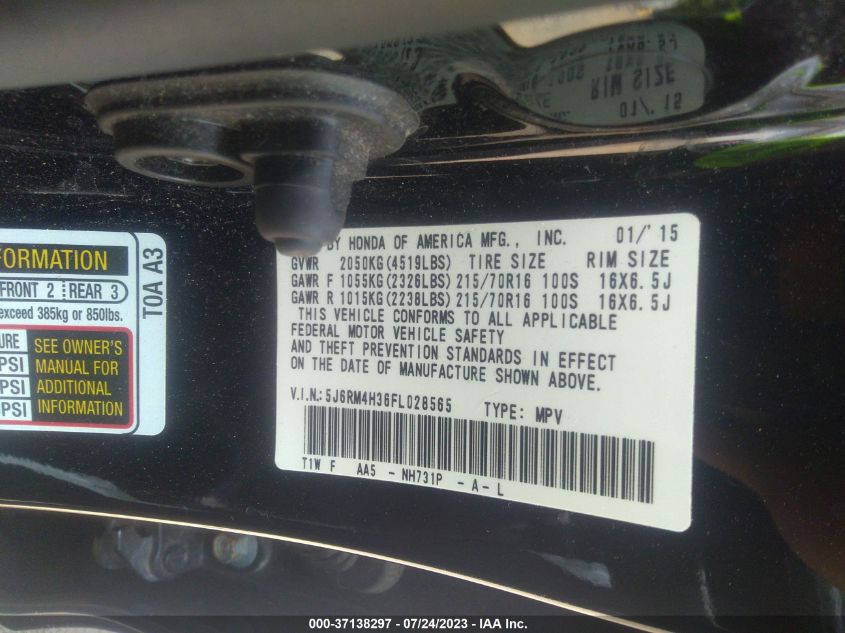 BY HONDA OF AMERICA MFG., INC. 01/'15
GVWR 2050KG(4519LBS) TIRE SIZE RIM SIZE
GAWR F 1055KG(2326LBS) 215/70R16 100S 16X6.5J
GAWR R 1015KG(2238LBS) 215/70R16 100S 16X6.5J
THIS VEHICLE CONFORMS TO ALL APPLICABLE
FEDERAL MOTOR VEHICLE SAFETY
AND THEFT PREVENTION STANDARDS IN EFFECT
ON THE DATE OF MANUFACTURE SHOWN ABOVE.
V.I.N.: 5J6RM4H36FL028565 TYPE: MPV
T1W F AA5 - NH731P - A - L
FRONT 2 REAR 3
exceed 385kg or 850lbs.
PSI
PSI
PSI
SEE OWNER'S
MANUAL FOR
ADDITIONAL
INFORMATION
T0A A3
000-37138297 - 07/24/2023 - IAA Inc.